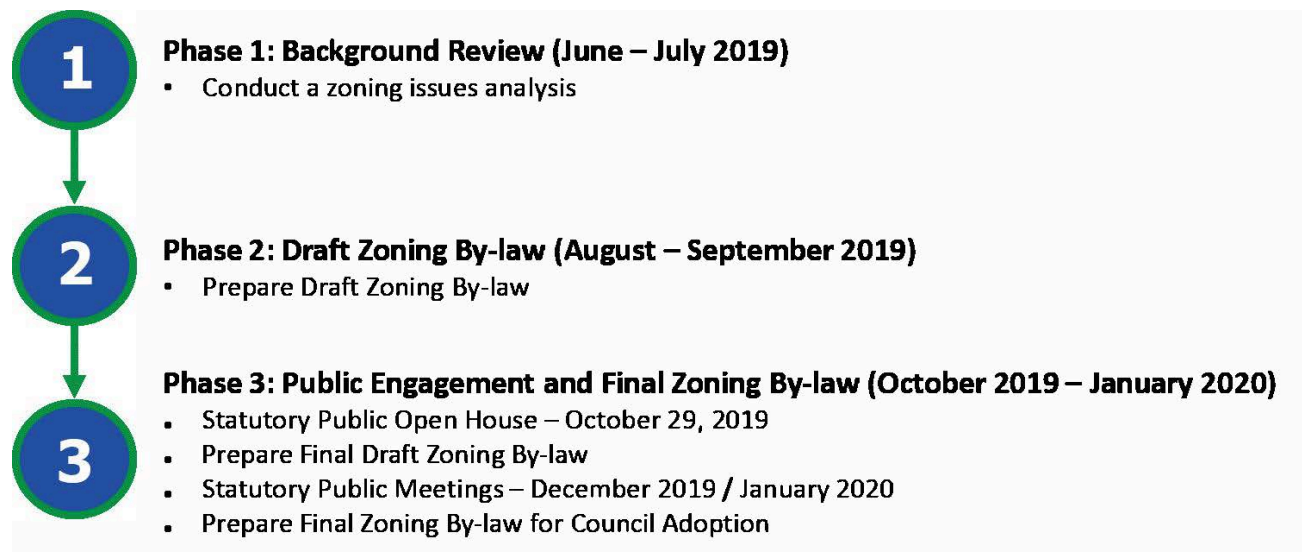 1
Phase 1: Background Review (June – July 2019)
▪ Conduct a zoning issues analysis
2
Phase 2: Draft Zoning By-law (August – September 2019)
▪ Prepare Draft Zoning By-law
3
Phase 3: Public Engagement and Final Zoning By-law (October 2019 – January 2020)
▪ Statutory Public Open House – October 29, 2019
▪ Prepare Final Draft Zoning By-law
▪ Statutory Public Meetings – December 2019 / January 2020
▪ Prepare Final Zoning By-law for Council Adoption